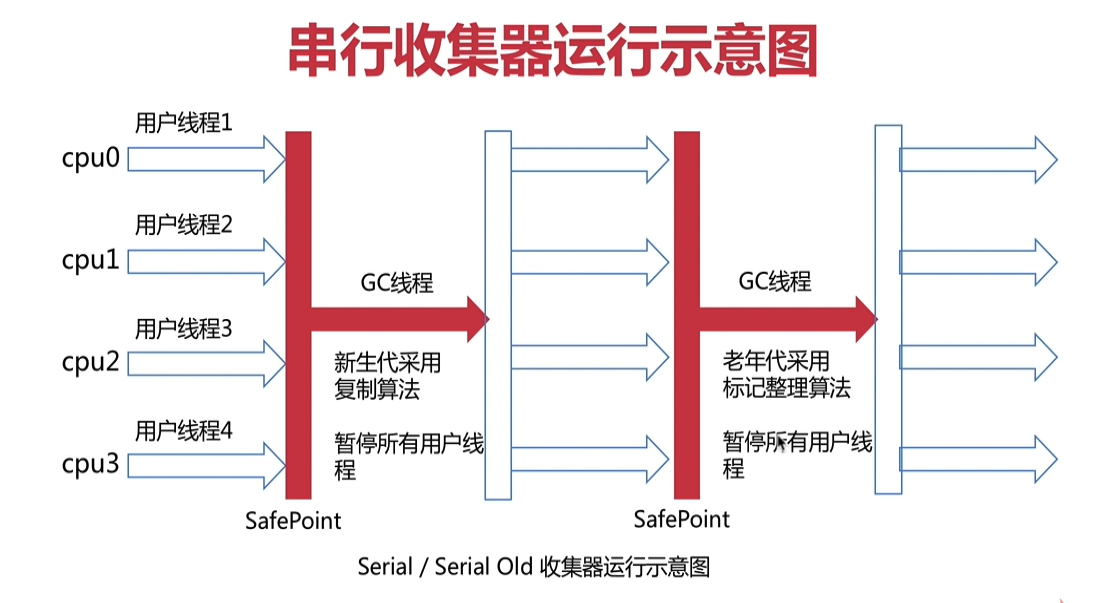 串行收集器运行示意图
用户线程1
cpu0
用户线程2
cpu1
用户线程3
cpu2
用户线程4
cpu3
SafePoint
GC线程
新生代采用
复制算法
暂停所有用户线
程
SafePoint
GC线程
老年代采用
标记整理算法
暂停所有用户线
程
Serial / Serial Old 收集器运行示意图